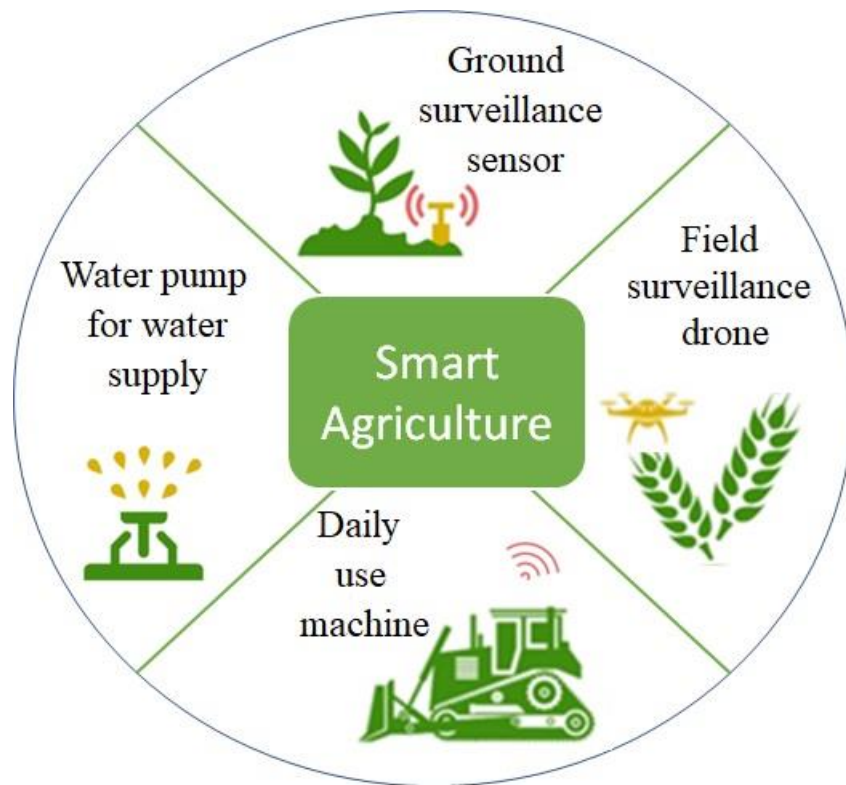 Ground
surveillance
sensor
Field
surveillance
drone
Water pump
for water
supply
Smart
Agriculture
Daily
use
machine